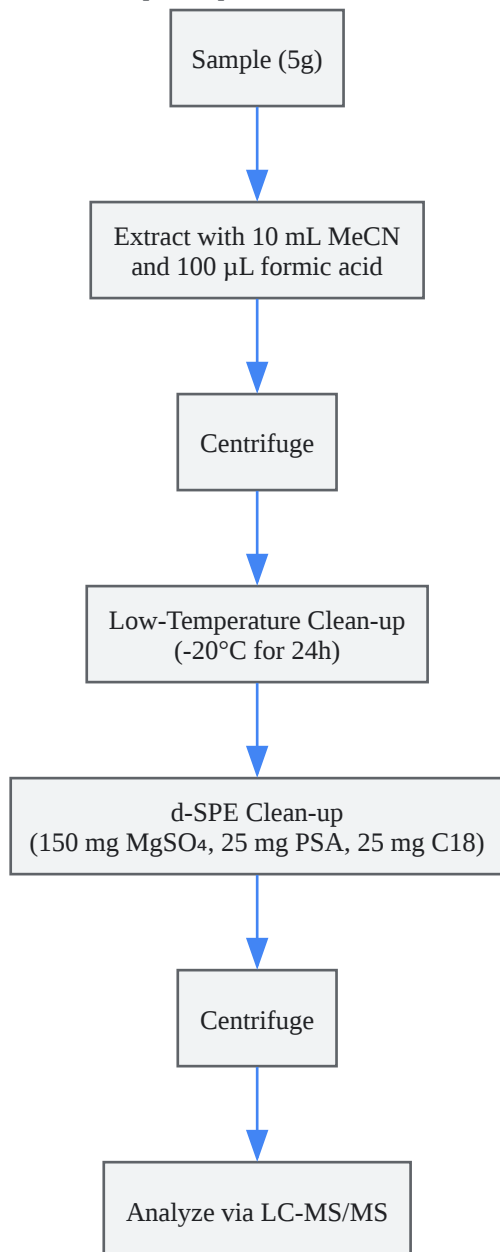 Sample (5g)
Extract with 10 mL MeCN
and 100 µL formic acid
Centrifuge
Low-Temperature Clean-up
(-20°C for 24h)
d-SPE Clean-up
(150 mg MgSO₄, 25 mg PSA, 25 mg C18)
Centrifuge
Analyze via LC-MS/MS